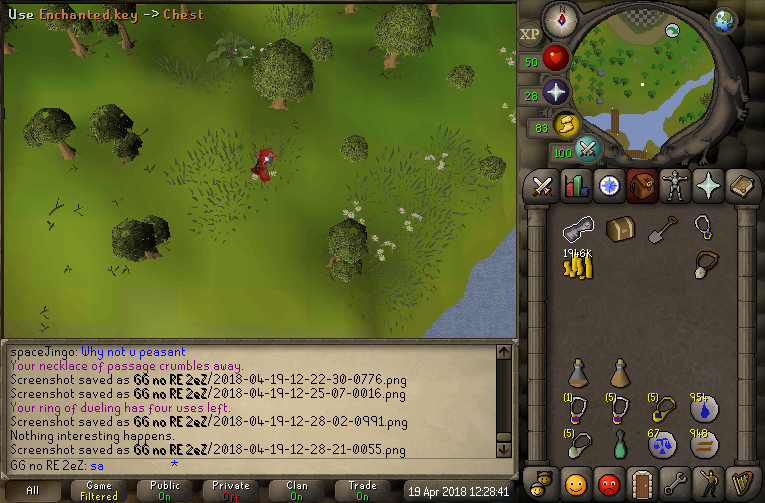 Use Enchanted key -> Chest
XP
50
28
83
100
1946K
(1)
(5)
(5)
954
(5)
67
948
spaceJingo: Why not u peasant
Your necklace of passage crumbles away.
Screenshot saved as GG no RE 2eZ/2018-04-19-12-22-30-0776.png
Screenshot saved as GG no RE 2eZ/2018-04-19-12-25-07-0016.png
Your ring of dueling has four uses left.
Screenshot saved as GG no RE 2eZ/2018-04-19-12-28-02-0991.png
Nothing interesting happens.
Screenshot saved as GG no RE 2eZ/2018-04-19-12-28-21-0055.png
GG no RE 2eZ: sa *
All
Game
Filtered
Public
On
Private
Off
Clan
On
Trade
On
19 Apr 2018 12:28:41